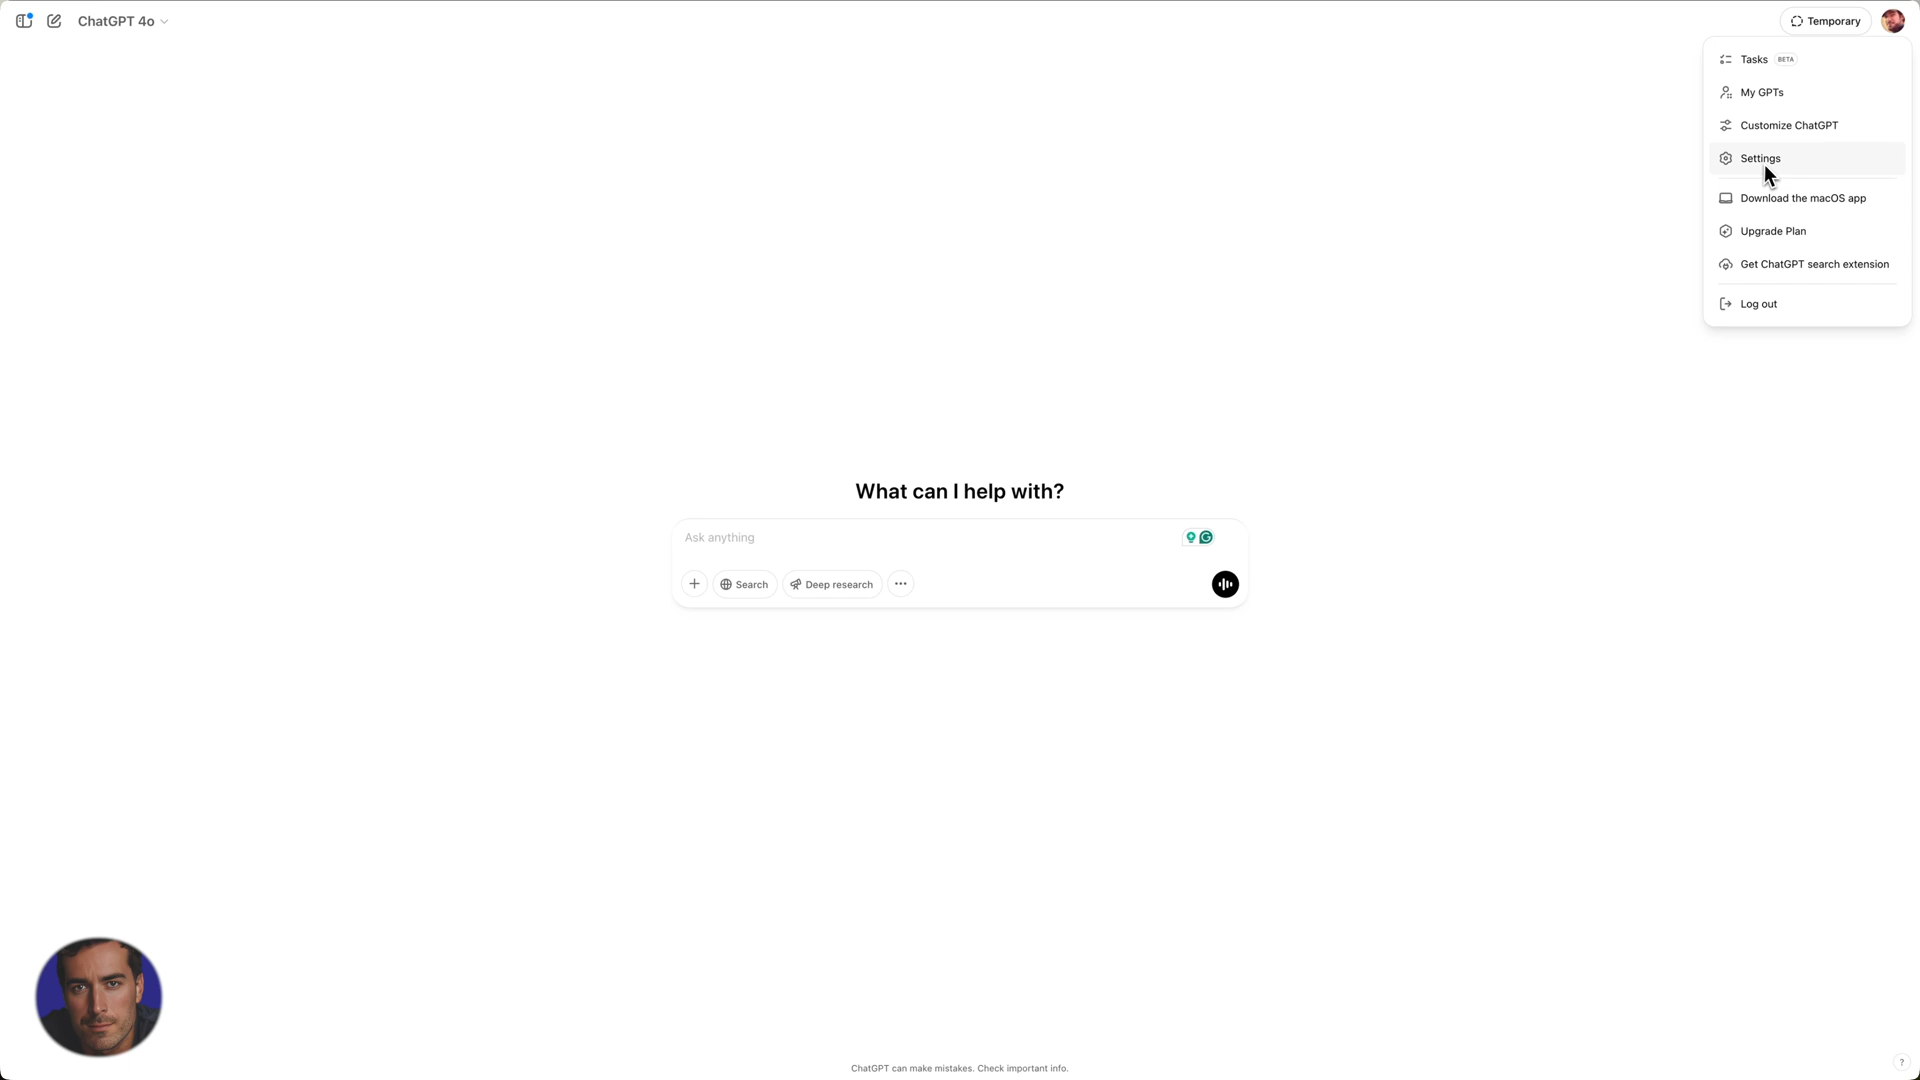 ChatGPT 4o
Temporary
Tasks BETA
My GPTs
Customize ChatGPT
Settings
Download the macOS app
Upgrade Plan
Get ChatGPT search extension
Log out
What can I help with?
Ask anything
Search
Deep research
ChatGPT can make mistakes. Check important info.
?